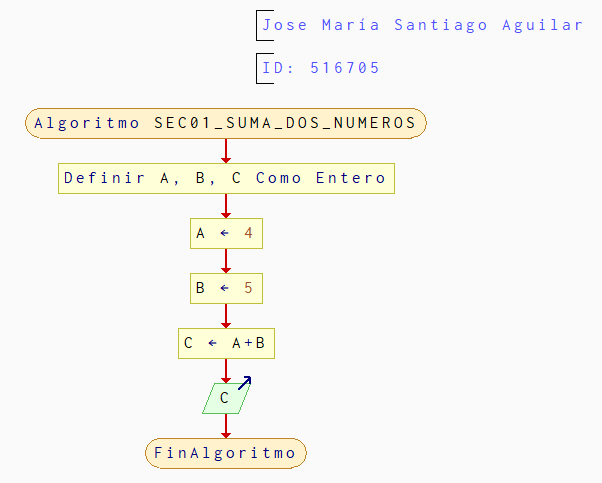 Jose María Santiago Aguilar
ID: 516705
Algoritmo SEC01_SUMA_DOS_NUMEROS
Definir A, B, C Como Entero
A ← 4
B ← 5
C ← A+B
C
FinAlgoritmo